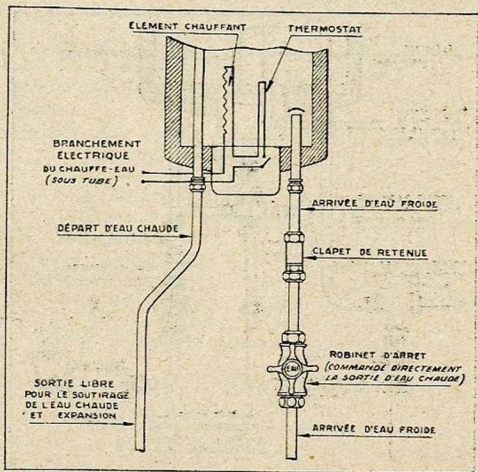 ÉLÉMENT CHAUFFANT
THERMOSTAT
BRANCHEMENT
ÉLECTRIQUE
DU CHAUFFE-EAU
(SOUS TUBE)
ARRIVÉE D'EAU FROIDE
DÉPART D'EAU CHAUDE
CLAPET DE RETENUE
ROBINET D'ARRET
(COMMANDE DIRECTEMENT
LA SORTIE D'EAU CHAUDE)
EAU
SORTIE LIBRE
POUR LE SOUTIRAGE
DE L'EAU CHAUDE
ET EXPANSION
ARRIVÉE D'EAU FROIDE